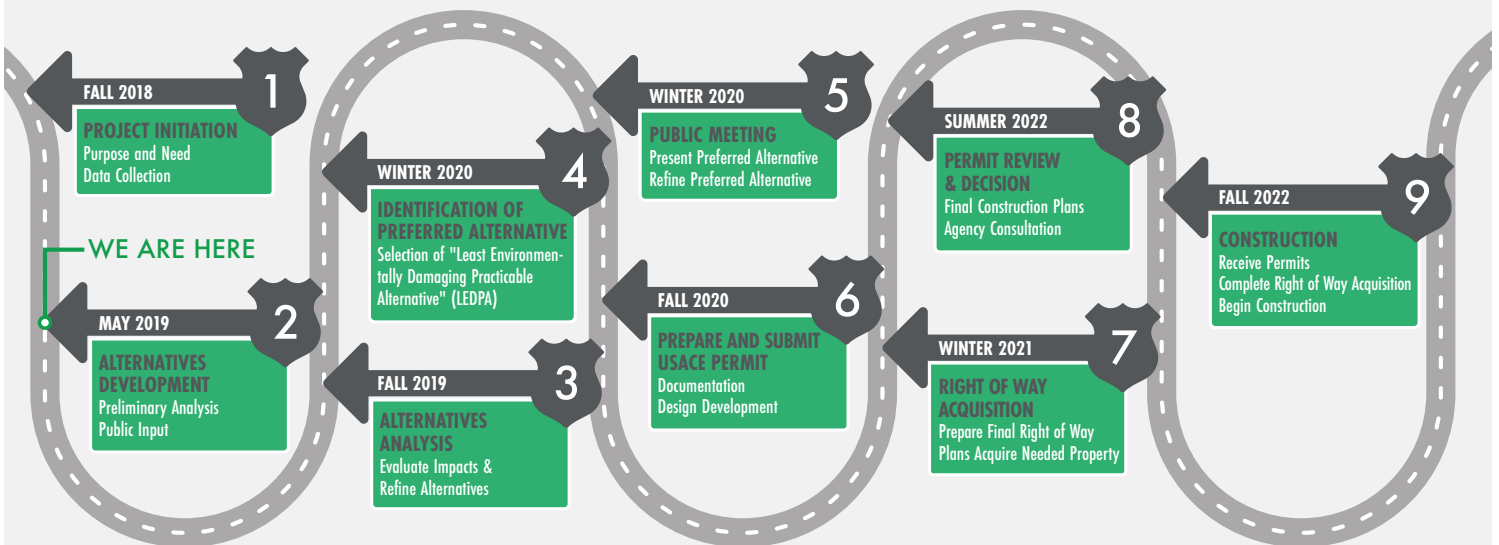 FALL 2018
1
PROJECT INITIATION
Purpose and Need
Data Collection
WE ARE HERE
MAY 2019
2
ALTERNATIVES
DEVELOPMENT
Preliminary Analysis
Public Input
FALL 2019
3
ALTERNATIVES
ANALYSIS
Evaluate Impacts &
Refine Alternatives
WINTER 2020
4
IDENTIFICATION OF
PREFERRED ALTERNATIVE
Selection of "Least Environmen-
tally Damaging Practicable
Alternative" (LEDPA)
WINTER 2020
5
PUBLIC MEETING
Present Preferred Alternative
Refine Preferred Alternative
FALL 2020
6
PREPARE AND SUBMIT
USACE PERMIT
Documentation
Design Development
WINTER 2021
7
RIGHT OF WAY
ACQUISITION
Prepare Final Right of Way
Plans Acquire Needed Property
SUMMER 2022
8
PERMIT REVIEW
& DECISION
Final Construction Plans
Agency Consultation
FALL 2022
9
CONSTRUCTION
Receive Permits
Complete Right of Way Acquisition
Begin Construction